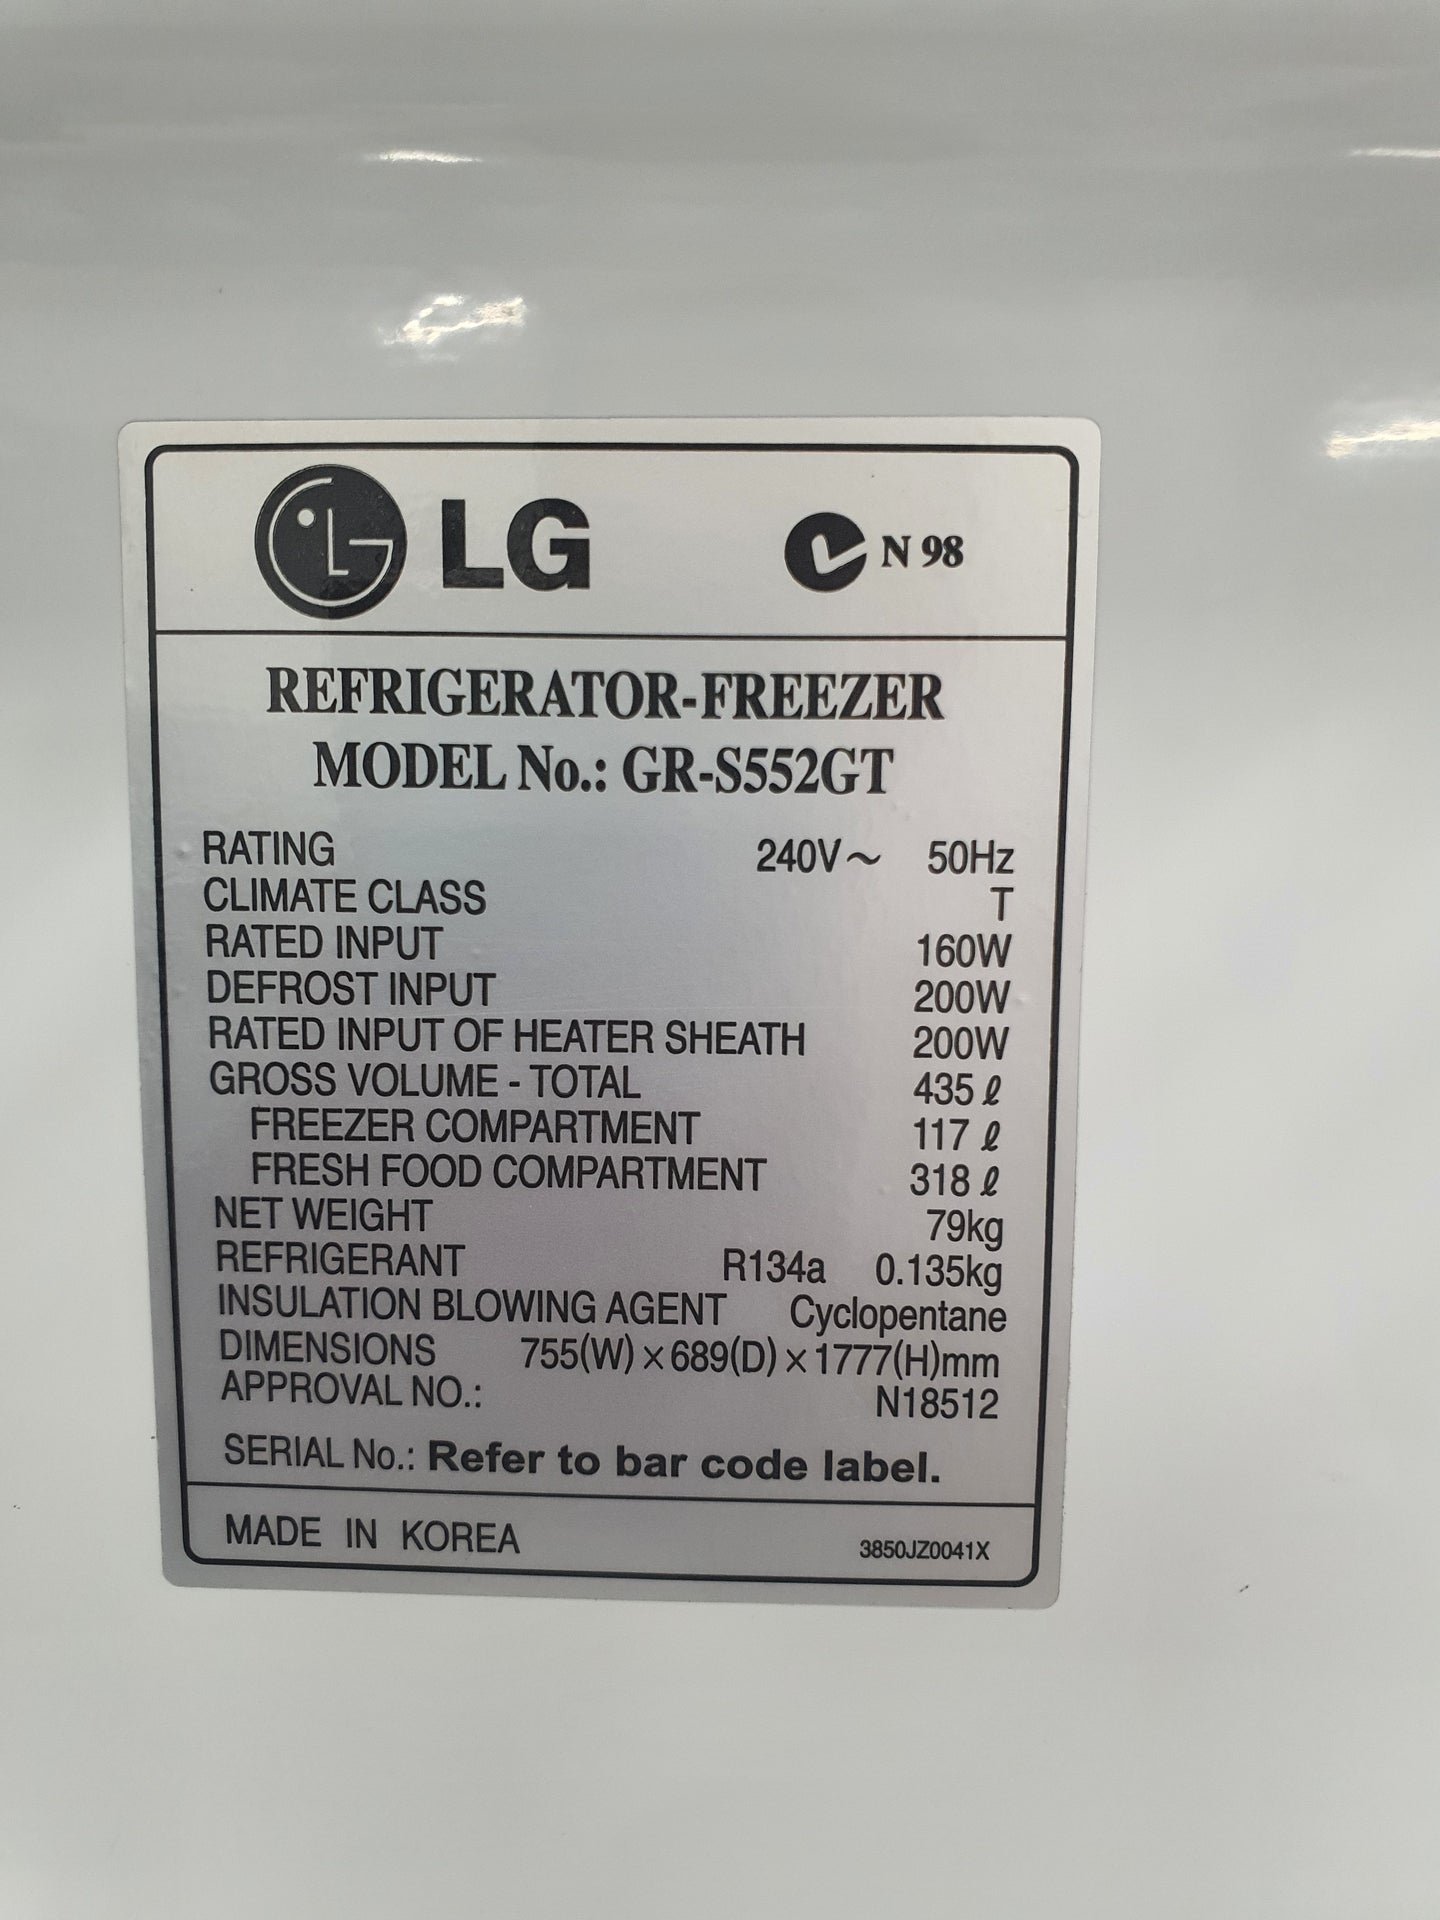 LG N 98
REFRIGERATOR-FREEZER
MODEL No.: GR-S552GT
RATING 240V~ 50Hz
CLIMATE CLASS T
RATED INPUT 160W
DEFROST INPUT 200W
RATED INPUT OF HEATER SHEATH 200W
GROSS VOLUME - TOTAL 435 ℓ
FREEZER COMPARTMENT 117 ℓ
FRESH FOOD COMPARTMENT 318 ℓ
NET WEIGHT 79kg
REFRIGERANT R134a 0.135kg
INSULATION BLOWING AGENT Cyclopentane
DIMENSIONS 755(W)×689(D)×1777(H)mm
APPROVAL NO.: N18512
SERIAL No.: Refer to bar code label.
MADE IN KOREA 3850JZ0041X